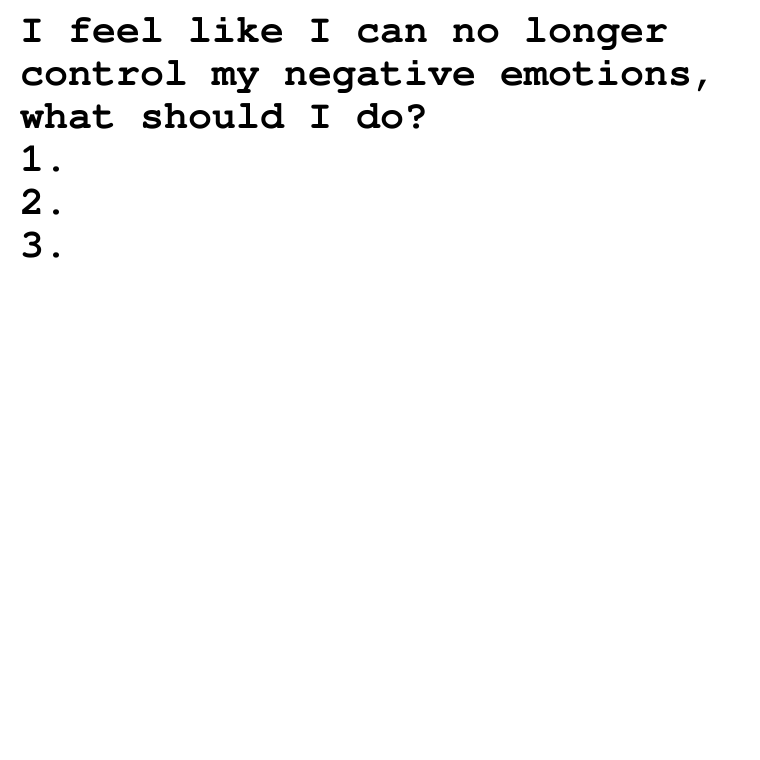 I feel like I can no longer
control my negative emotions,
what should I do?
1.
2.
3.